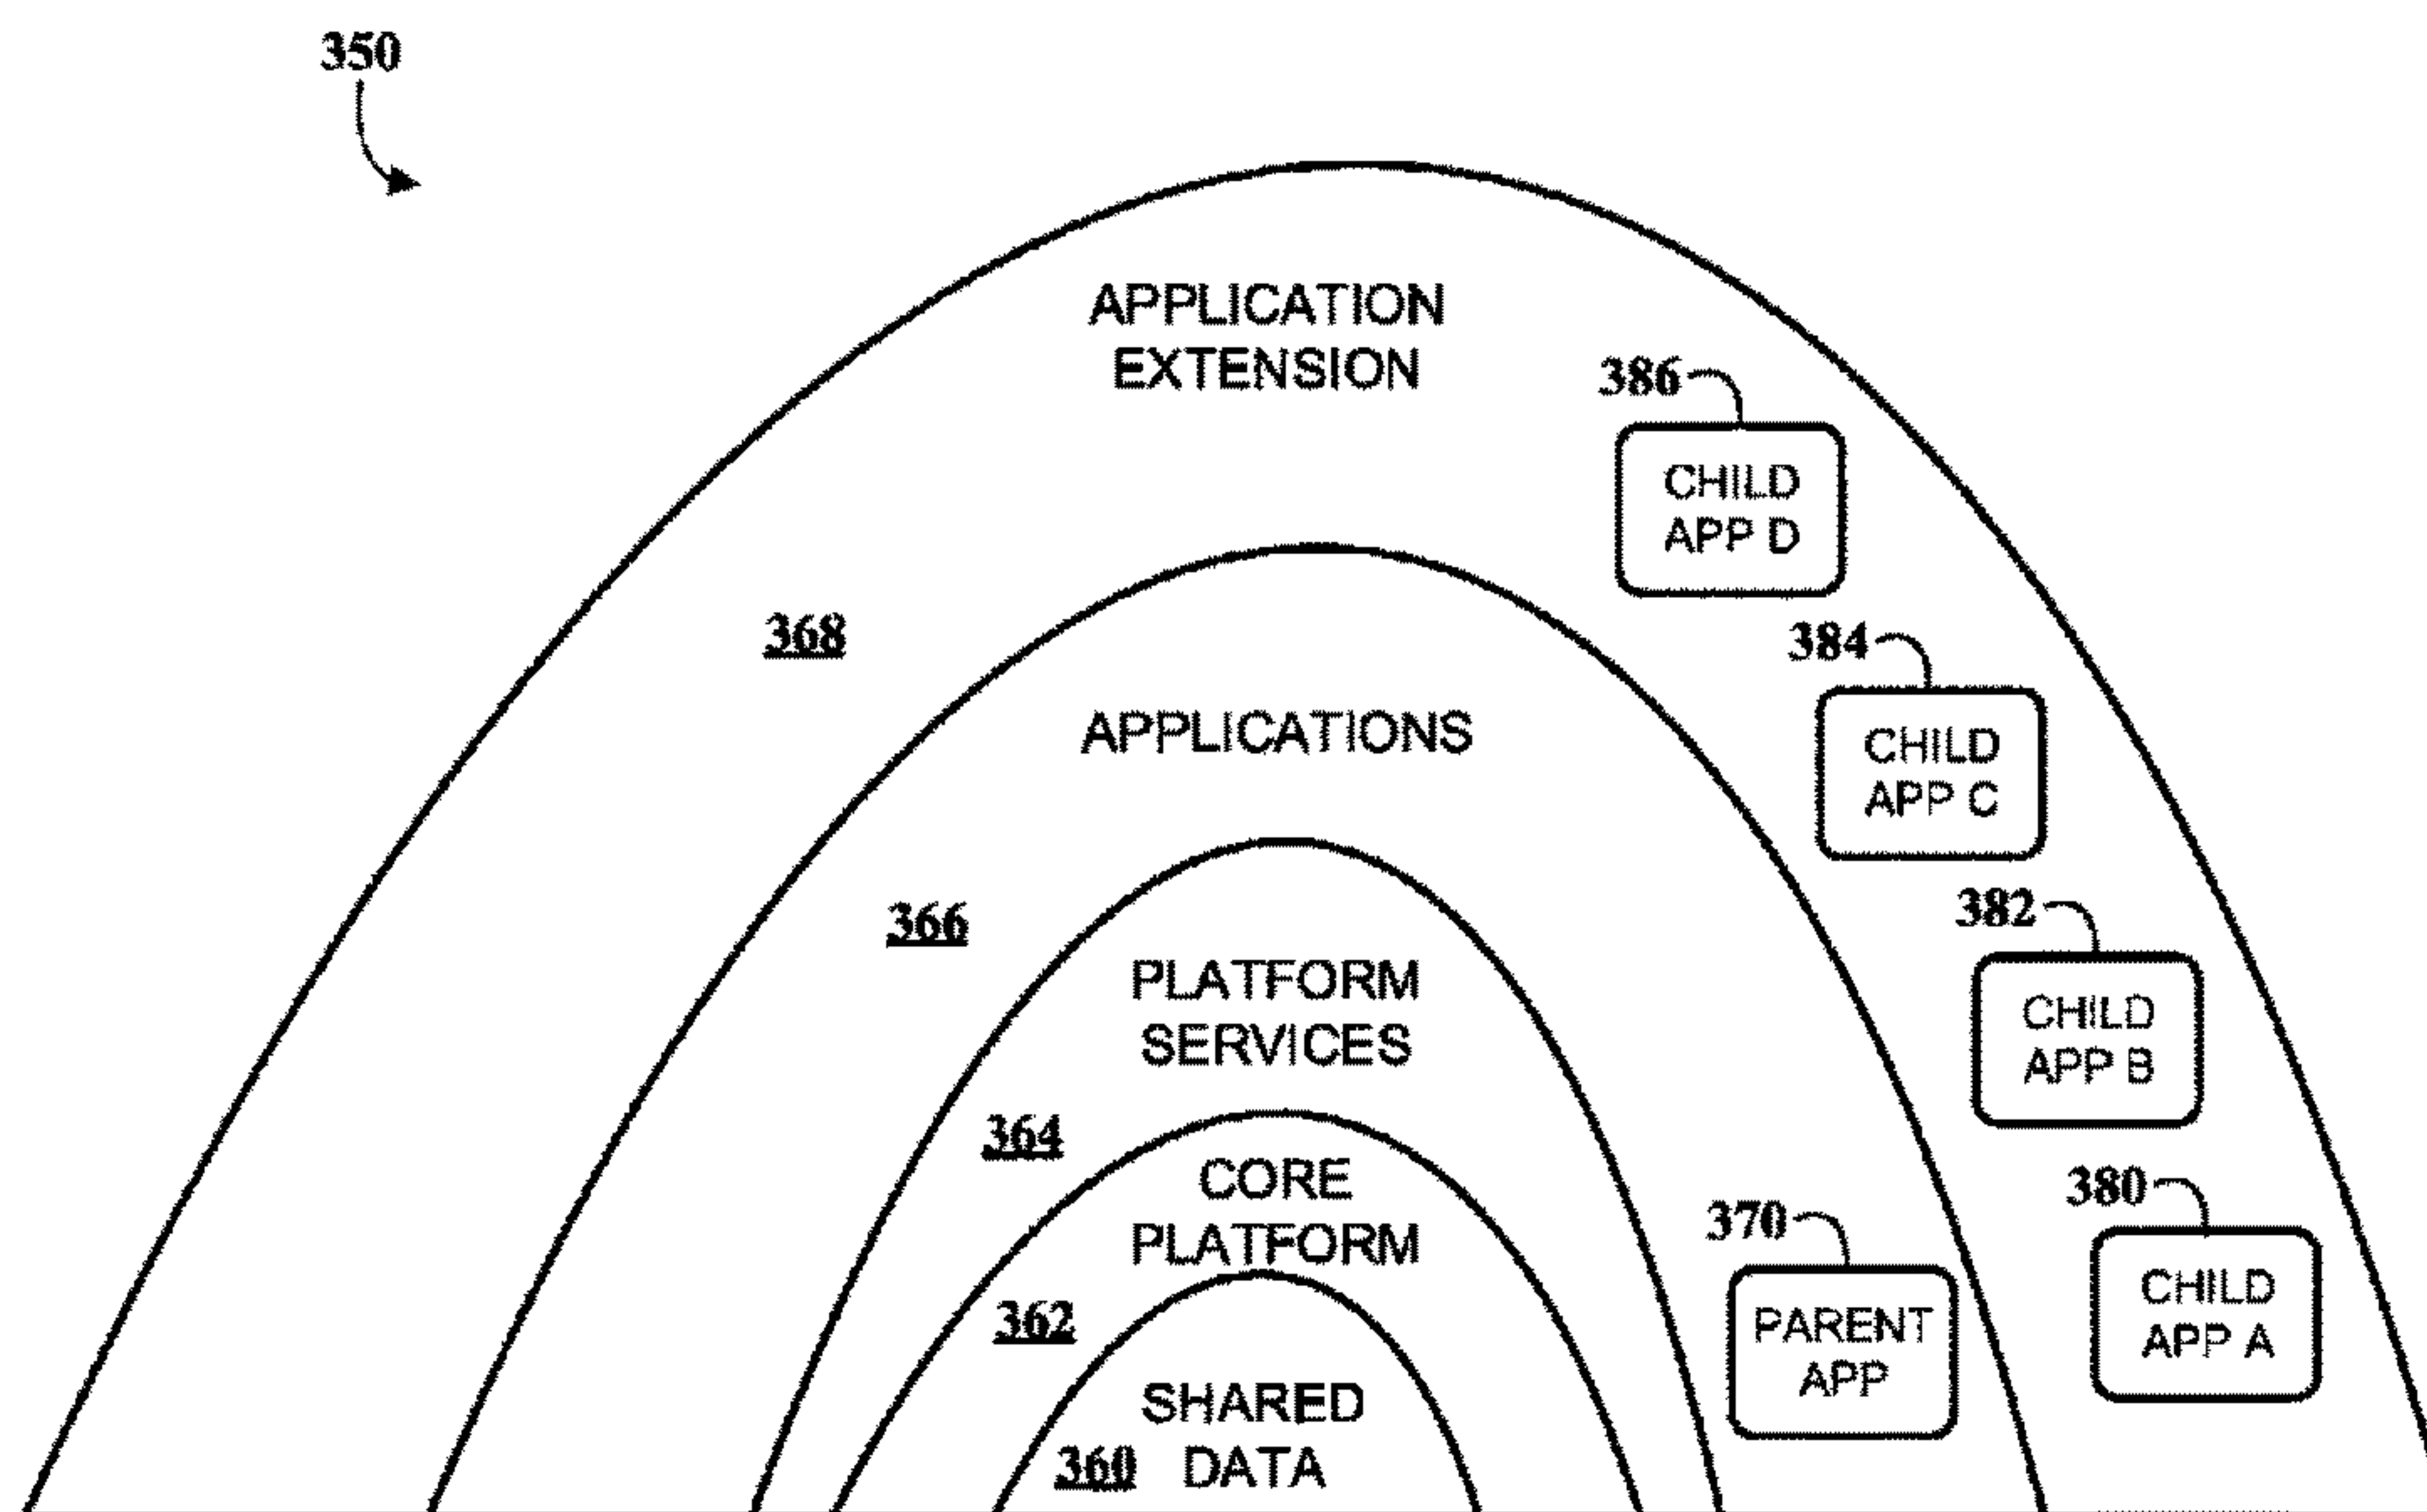 350
APPLICATION
EXTENSION
386
CHILD
APP D
368
384
CHILD
APP C
APPLICATIONS
366
382
CHILD
APP B
PLATFORM
SERVICES
364
CORE
PLATFORM
380
CHILD
APP A
370
PARENT
APP
362
SHARED
DATA
360